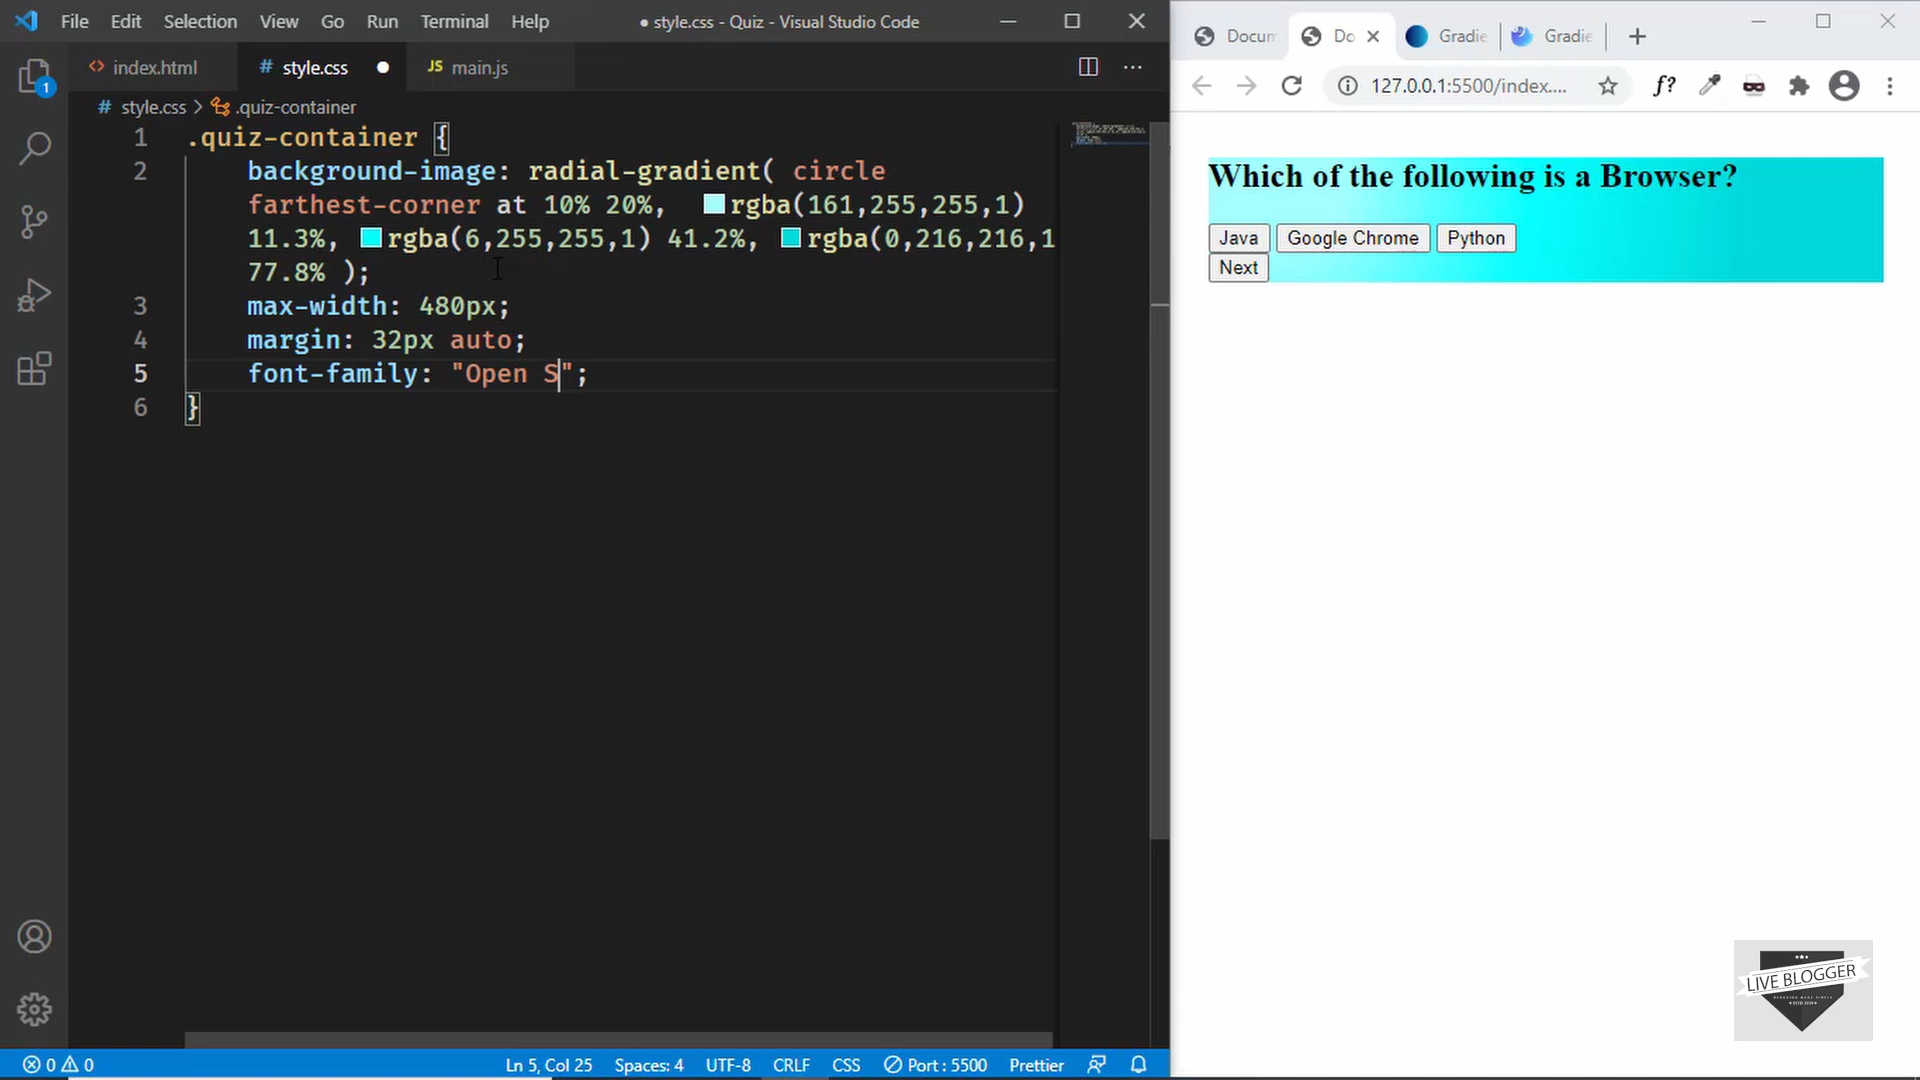 File Edit Selection View Go Run Terminal Help ● style.css - Quiz - Visual Studio Code
<> index.html # style.css ● JS main.js
1
# style.css > .quiz-container
1 .quiz-container {
2 background-image: radial-gradient( circle
farthest-corner at 10% 20%, rgba(161,255,255,1)
11.3%, rgba(6,255,255,1) 41.2%, rgba(0,216,216,1
77.8% );
3 max-width: 480px;
4 margin: 32px auto;
5 font-family: "Open S";
6 }
0 0 Ln 5, Col 25 Spaces: 4 UTF-8 CRLF CSS Port : 5500 Prettier
Docum Do Gradie Gradie
127.0.0.1:5500/index.... f?
Which of the following is a Browser?
Java Google Chrome Python
Next
LIVE BLOGGER